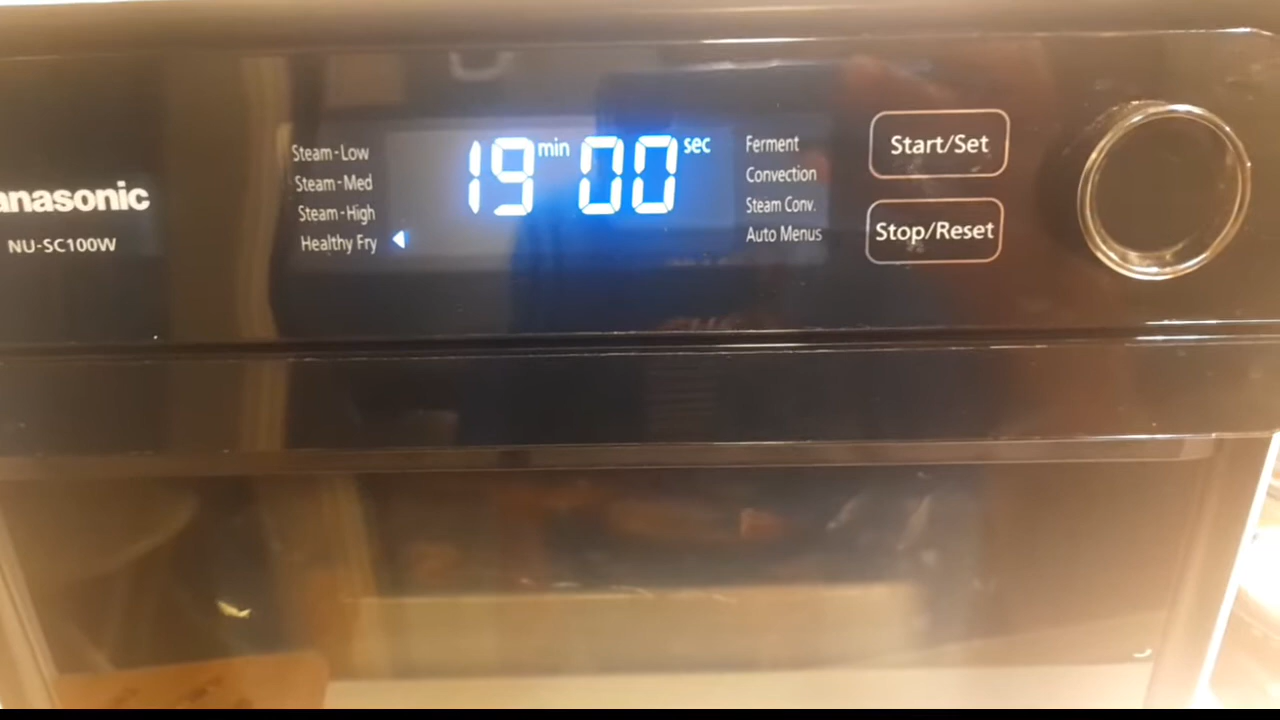 anasonic
NU-SC100W
Steam-Low
Steam-Med
Steam-High
Healthy Fry
19 min 00 sec
Ferment
Convection
Steam Conv.
Auto Menus
Start/Set
Stop/Reset